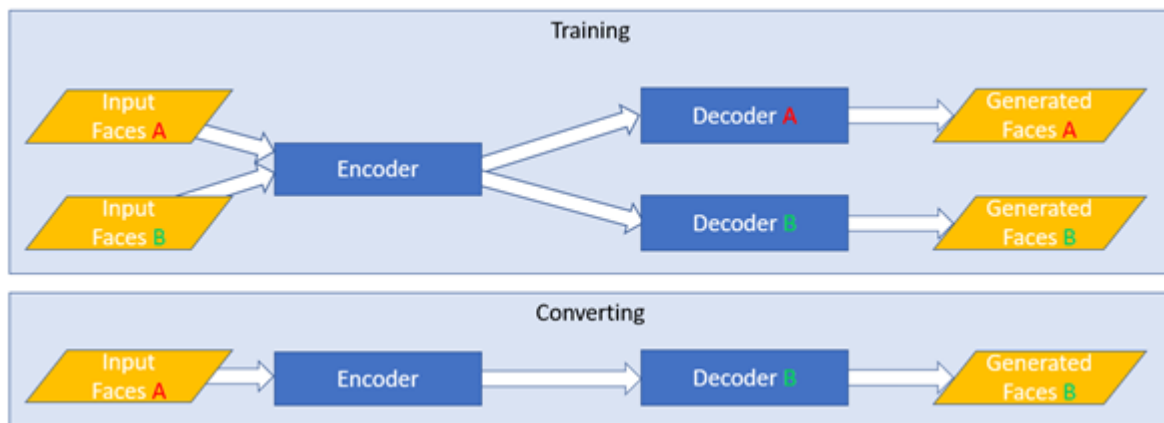 Training
Input
Faces A
Input
Faces B
Encoder
Decoder A
Decoder B
Generated
Faces A
Generated
Faces B
Converting
Input
Faces A
Encoder
Decoder B
Generated
Faces B